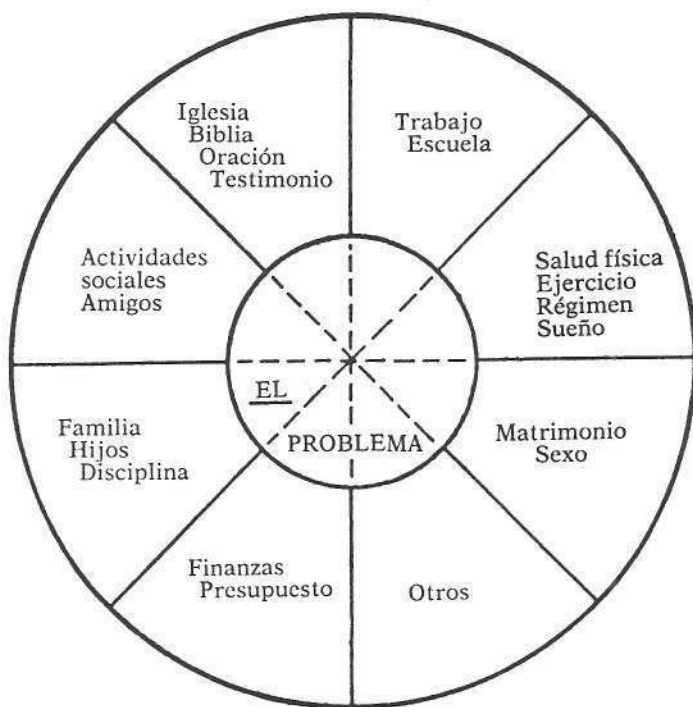 Iglesia
Biblia
Oración
Testimonio
Trabajo
Escuela
Actividades
sociales
Amigos
Salud física
Ejercicio
Régimen
Sueño
EL
PROBLEMA
Familia
Hijos
Disciplina
Matrimonio
Sexo
Finanzas
Presupuesto
Otros